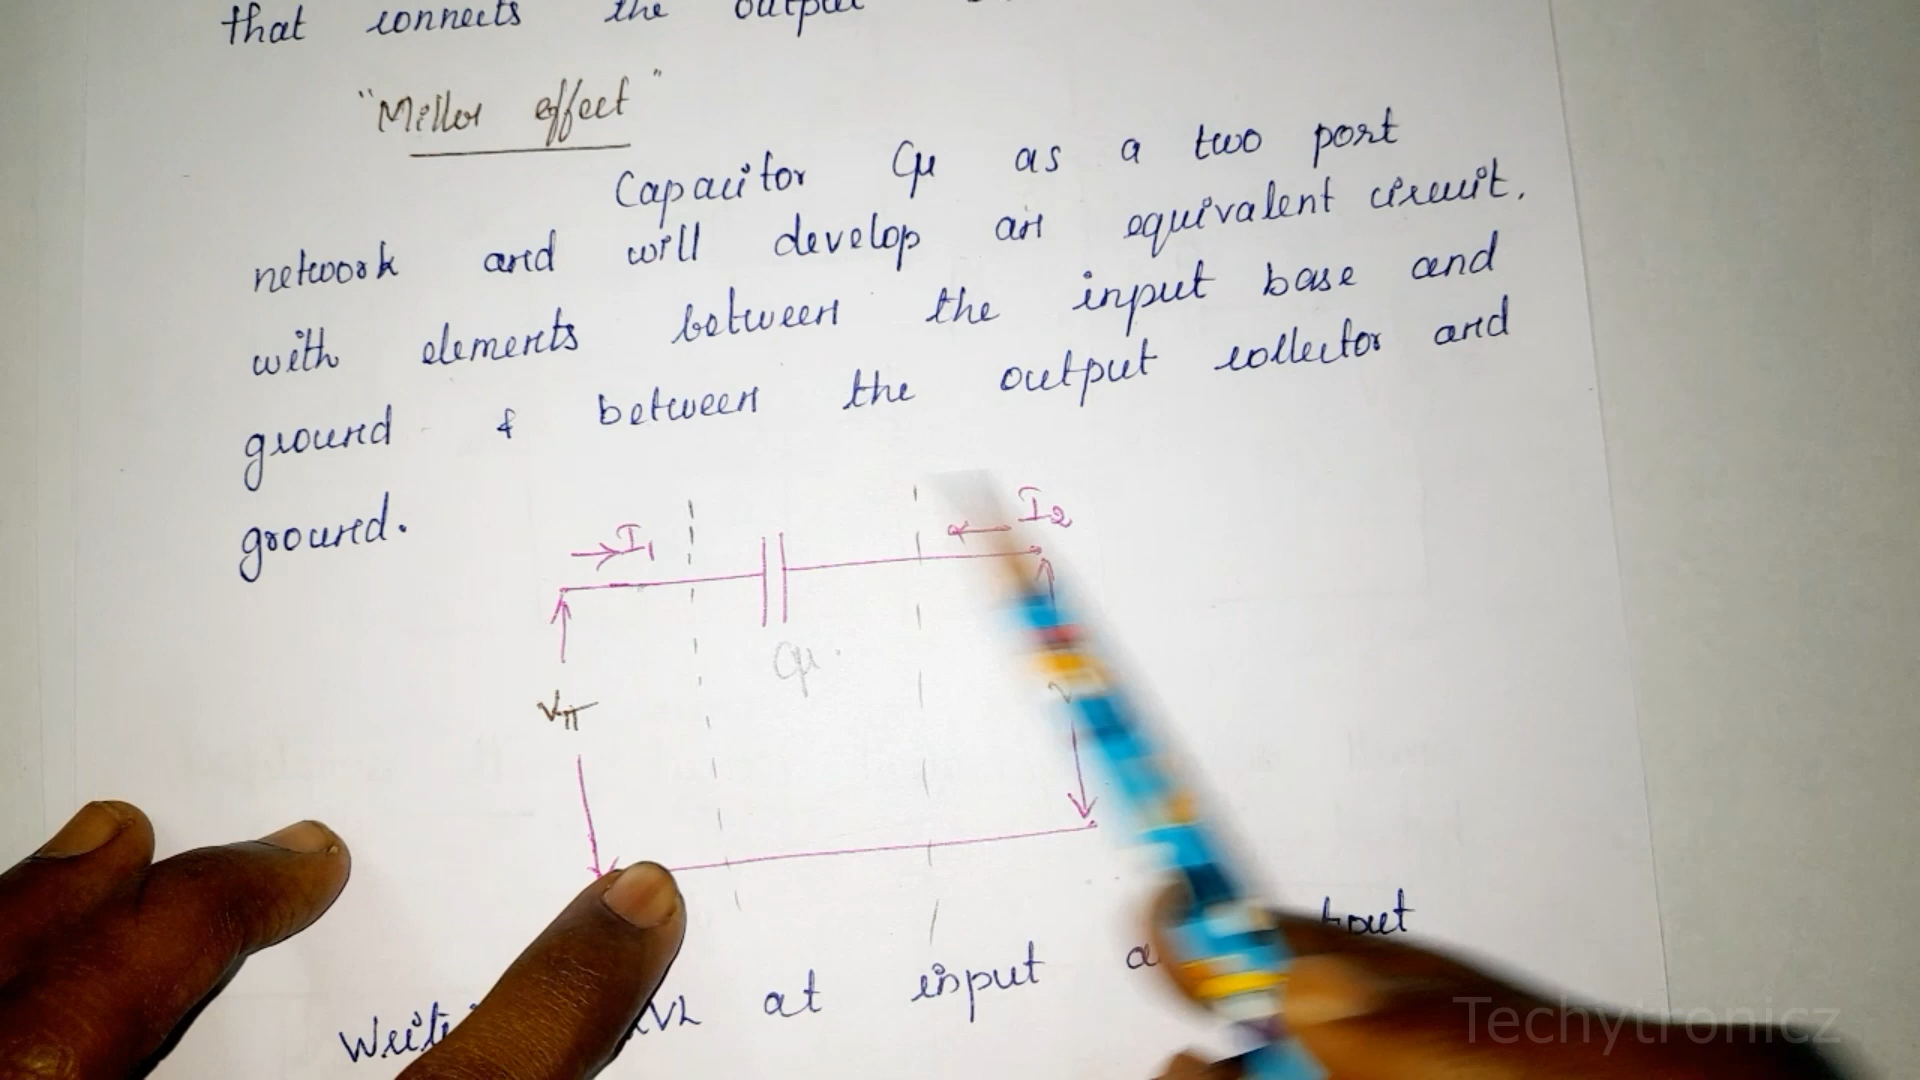 that connects the output
"Miller effect"
Capacitor Cμ as a two port
network and will develop an equivalent circuit.
with elements between the input base and
ground & between the output collector and
ground.
I1
I2
Cμ.
Vπ
KVL at input
Techytronicz